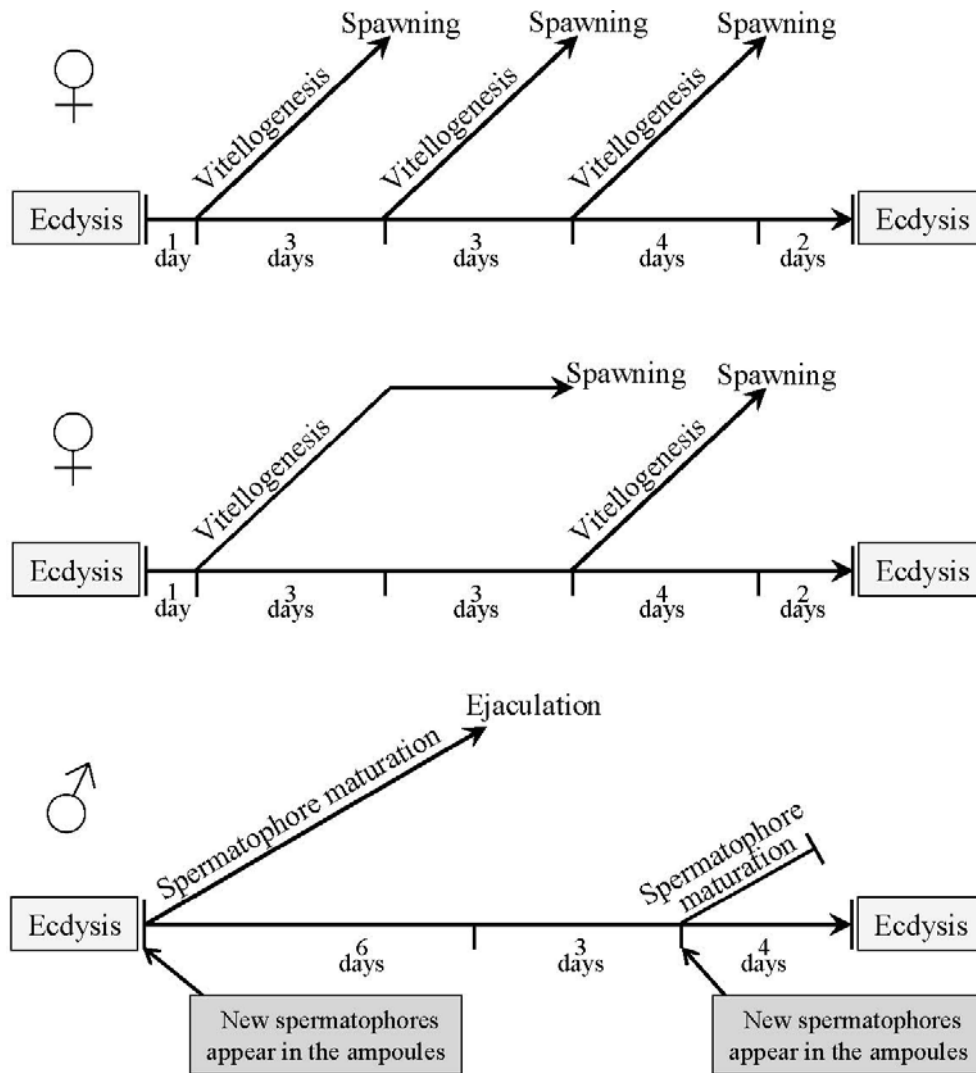 Spawning Spawning Spawning
Vitellogenesis Vitellogenesis Vitellogenesis
Ecdysis Ecdysis
1 3 3 4 2
day days days days days
Spawning Spawning
Vitellogenesis Vitellogenesis
Ecdysis Ecdysis
1 3 3 4 2
day days days days days
Ejaculation
Spermatophore maturation
Spermatophore
maturation
Ecdysis Ecdysis
6 3 4
days days days
New spermatophores
appear in the ampoules
New spermatophores
appear in the ampoules